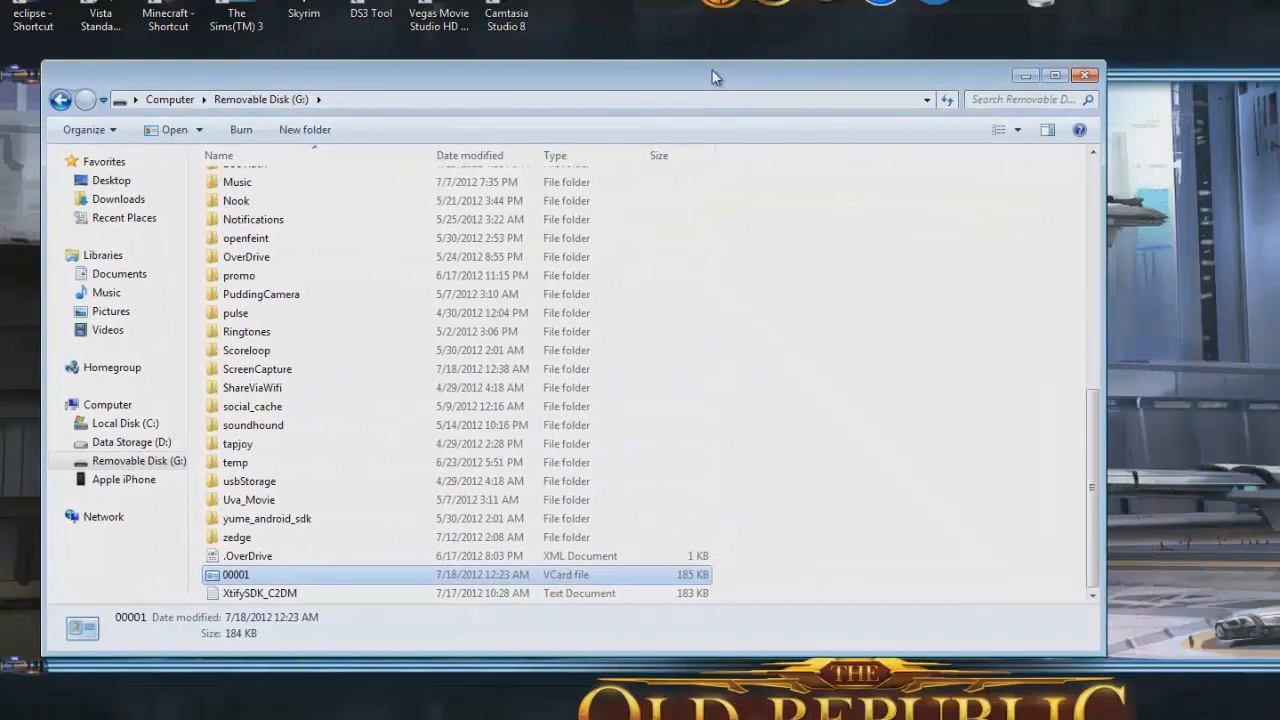 eclipse - Shortcut
Vista Standa...
Minecraft - Shortcut
The Sims(TM) 3
Skyrim
DS3 Tool
Vegas Movie Studio HD ...
Camtasia Studio 8
Computer Removable Disk (G:)
Search Removable D...
Organize Open Burn New folder
Name Date modified Type Size
Favorites
Desktop
Downloads
Recent Places
Libraries
Documents
Music
Pictures
Videos
Homegroup
Computer
Local Disk (C:)
Data Storage (D:)
Removable Disk (G:)
Apple iPhone
Network
Music 7/7/2012 7:35 PM File folder
Nook 5/21/2012 3:44 PM File folder
Notifications 5/25/2012 3:22 AM File folder
openfeint 5/30/2012 2:53 PM File folder
OverDrive 5/24/2012 8:55 PM File folder
promo 6/17/2012 11:15 PM File folder
PuddingCamera 5/7/2012 3:10 AM File folder
pulse 4/30/2012 12:04 PM File folder
Ringtones 5/2/2012 3:06 PM File folder
Scoreloop 5/30/2012 2:01 AM File folder
ScreenCapture 7/18/2012 12:38 AM File folder
ShareViaWifi 4/29/2012 4:18 AM File folder
social_cache 5/9/2012 12:16 AM File folder
soundhound 5/14/2012 10:16 PM File folder
tapjoy 4/29/2012 2:28 PM File folder
temp 6/23/2012 5:51 PM File folder
usbStorage 4/29/2012 4:18 AM File folder
Uva_Movie 5/7/2012 3:11 AM File folder
yume_android_sdk 5/30/2012 2:01 AM File folder
zedge 7/12/2012 2:08 AM File folder
.OverDrive 6/17/2012 8:03 PM XML Document 1 KB
00001 7/18/2012 12:23 AM VCard file 185 KB
XtifySDK_C2DM 7/17/2012 10:28 AM Text Document 183 KB
00001 Date modified: 7/18/2012 12:23 AM
Size: 184 KB
THE
OLD REPUBLIC